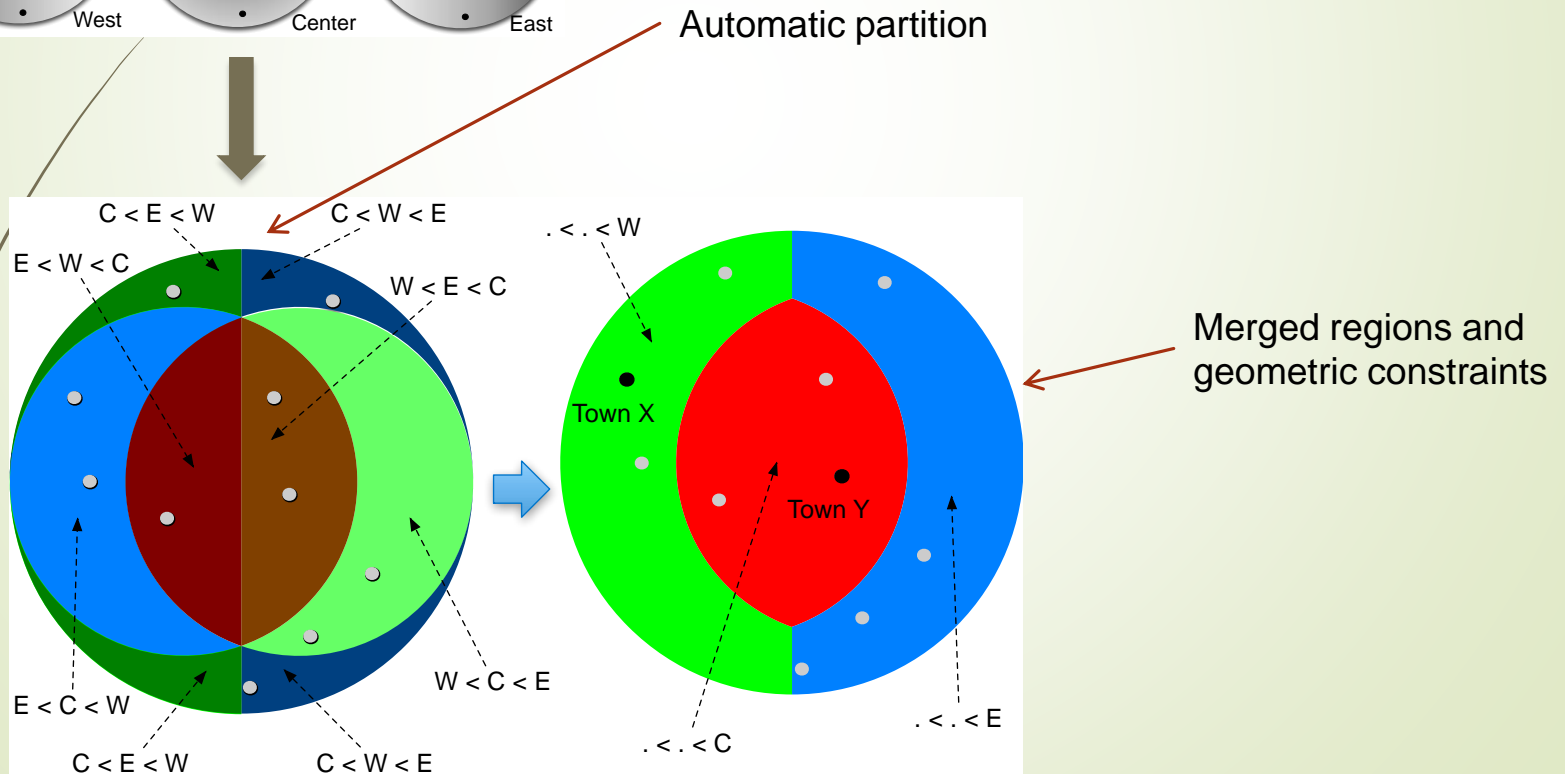 West
Center
East
Automatic partition
C < E < W
C < W < E
E < W < C
W < E < C
. < . < W
Merged regions and
geometric constraints
Town X
Town Y
W < C < E
E < C < W
. < . < E
. < . < C
C < E < W
C < W < E